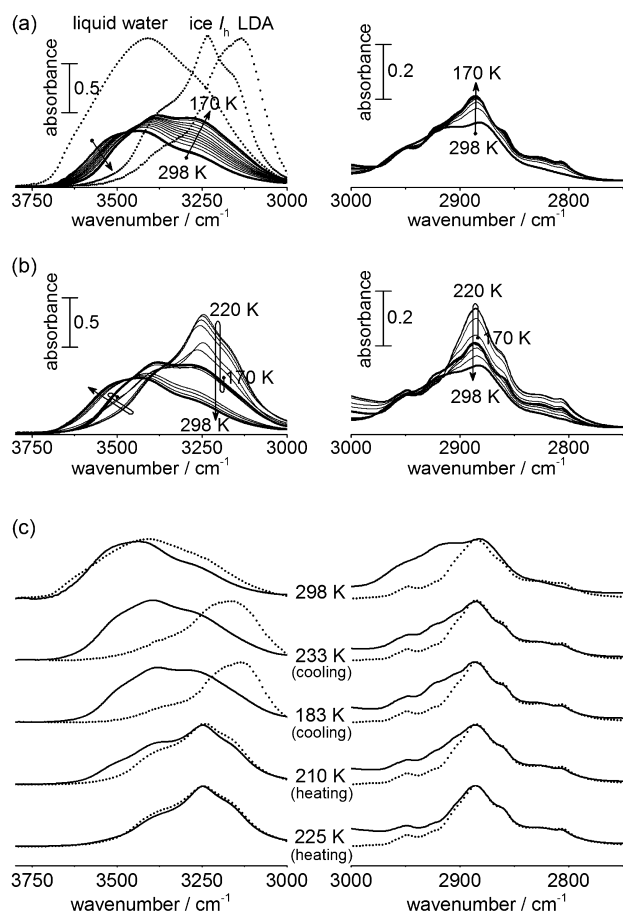 (a)
liquid water
ice Iₕ
LDA
absorbance
0.5
170 K
298 K
3750
3500
3250
3000
wavenumber / cm⁻¹
absorbance
0.2
170 K
298 K
3000
2900
2800
wavenumber / cm⁻¹
(b)
absorbance
0.5
220 K
170 K
298 K
3750
3500
3250
3000
wavenumber / cm⁻¹
absorbance
0.2
220 K
170 K
298 K
3000
2900
2800
wavenumber / cm⁻¹
(c)
298 K
233 K
(cooling)
183 K
(cooling)
210 K
(heating)
225 K
(heating)
3750
3500
3250
3000
wavenumber / cm⁻¹
3000
2900
2800
wavenumber / cm⁻¹